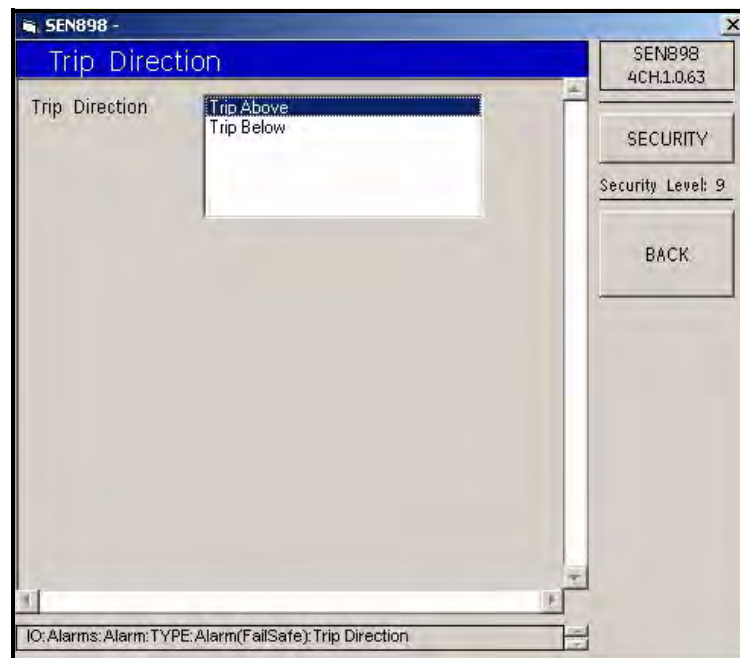 SEN898 -
Trip Direction
Trip Direction
Trip Above
Trip Below
SEN898
4CH.1.0.63
SECURITY
Security Level: 9
BACK
IO:Alarms:Alarm:TYPE:Alarm(FailSafe):Trip Direction